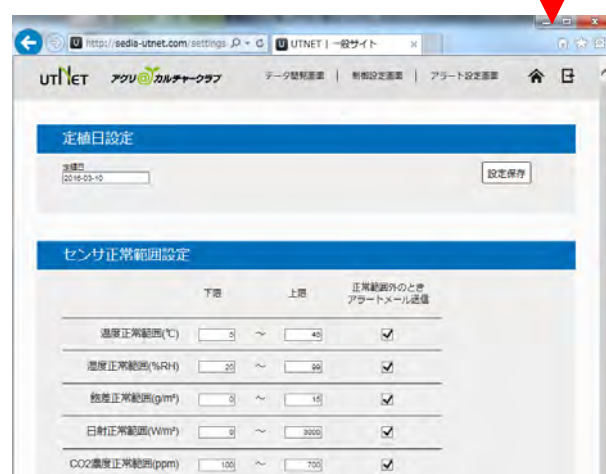 http://sedia-utnet.com/settings
UTNET | 一般サイト
UTNET アグリ@カルチャークラブ データ閲覧画面 | 制御設定画面 | アラート設定画面
定植日設定
定植日
2016-03-10
設定保存
センサ正常範囲設定
下限 上限 正常範囲外のとき
アラートメール送信
温度正常範囲(℃) 5 ～ 40
湿度正常範囲(%RH) 20 ～ 99
飽差正常範囲(g/m³) 0 ～ 15
日射正常範囲(W/m²) 0 ～ 3000
CO2濃度正常範囲(ppm) 100 ～ 700